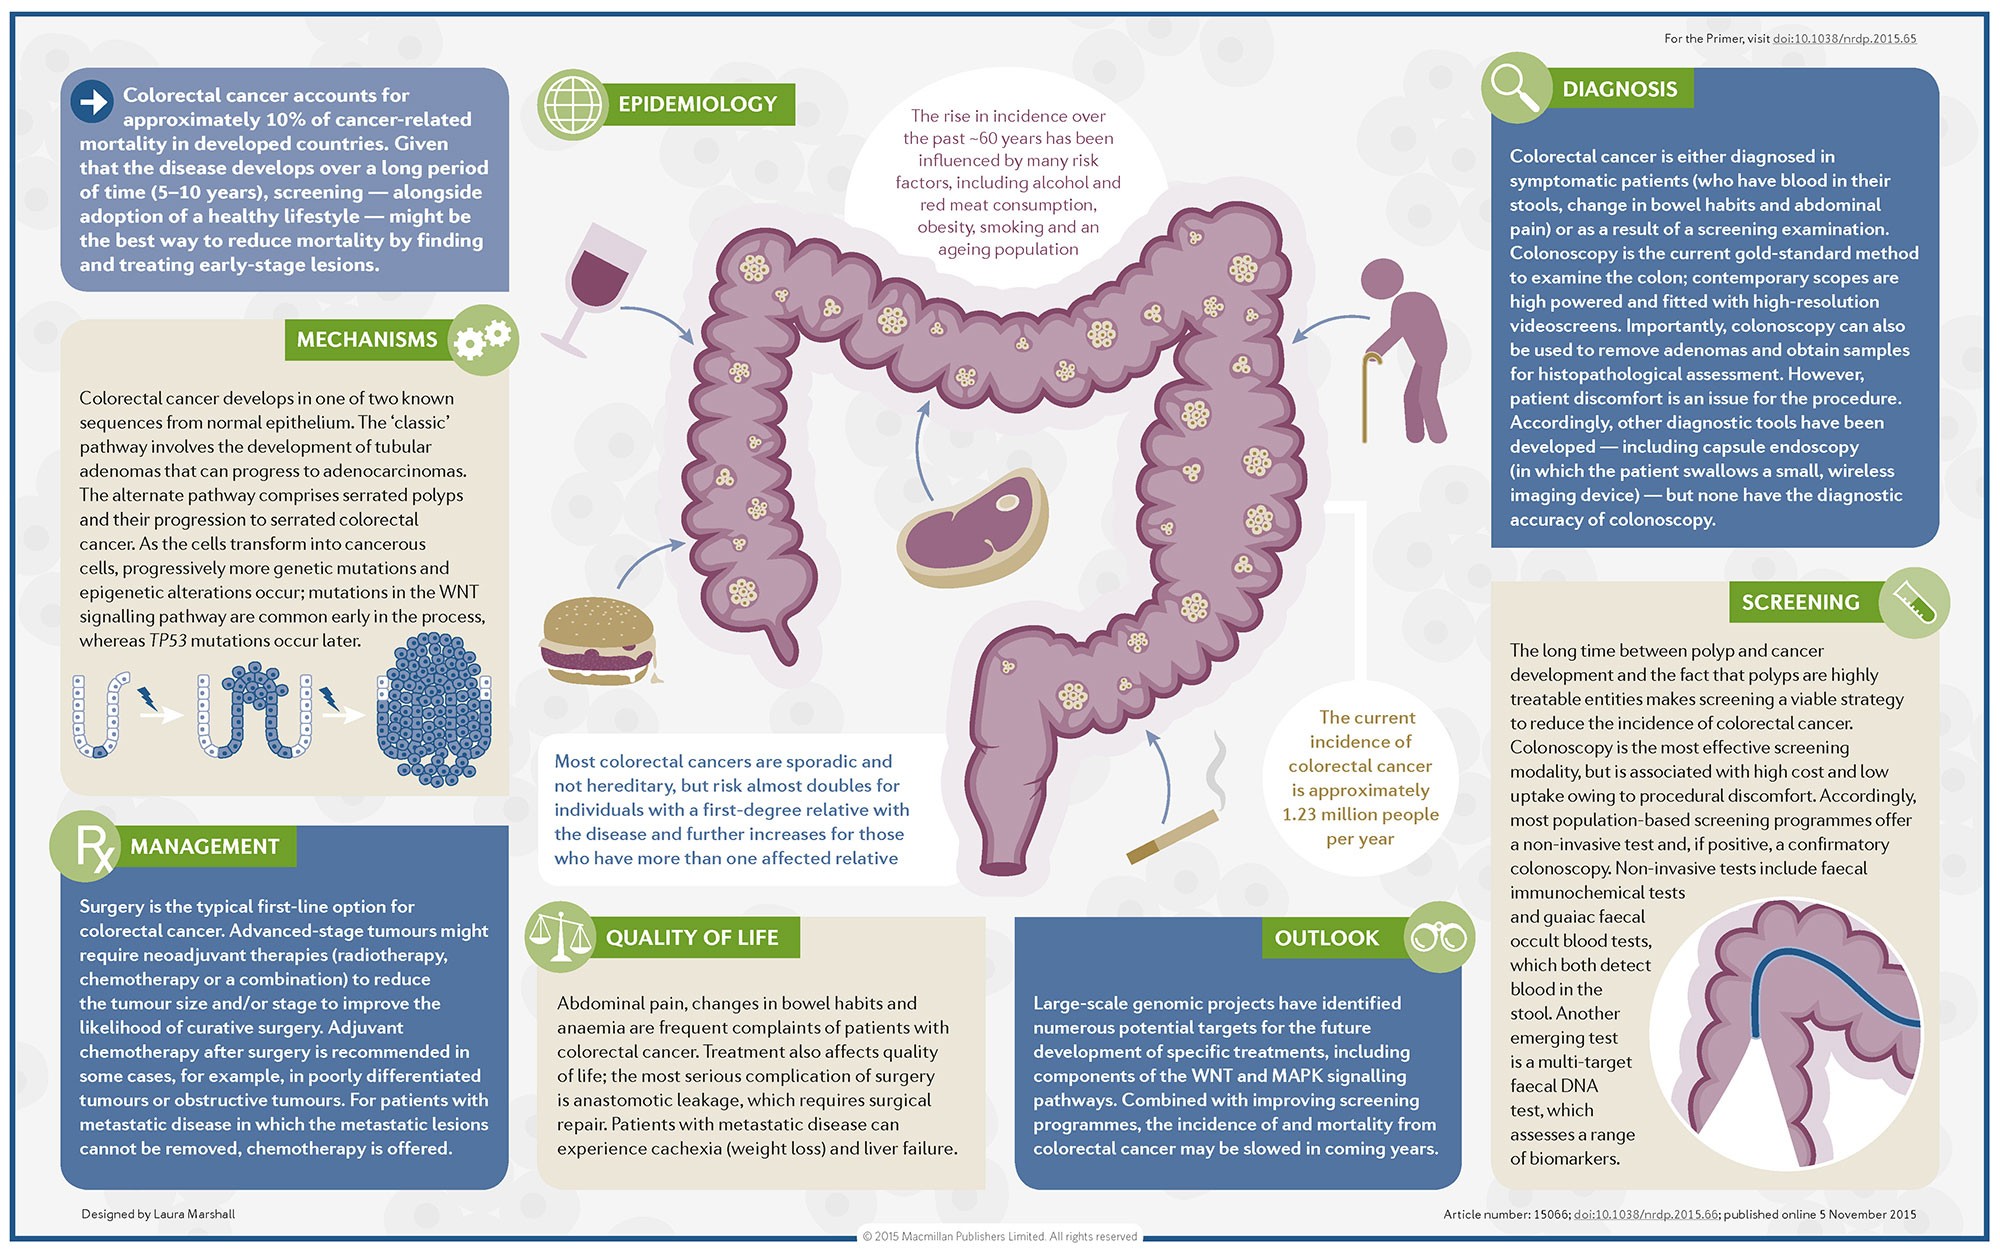 For the Primer, visit doi:10.1038/nrdp.2015.65
Colorectal cancer accounts for
approximately 10% of cancer-related
mortality in developed countries. Given
that the disease develops over a long period
of time (5–10 years), screening — alongside
adoption of a healthy lifestyle — might be
the best way to reduce mortality by finding
and treating early-stage lesions.
MECHANISMS
Colorectal cancer develops in one of two known
sequences from normal epithelium. The ‘classic’
pathway involves the development of tubular
adenomas that can progress to adenocarcinomas.
The alternate pathway comprises serrated polyps
and their progression to serrated colorectal
cancer. As the cells transform into cancerous
cells, progressively more genetic mutations and
epigenetic alterations occur; mutations in the WNT
signalling pathway are common early in the process,
whereas TP53 mutations occur later.
Rx
MANAGEMENT
Surgery is the typical first-line option for
colorectal cancer. Advanced-stage tumours might
require neoadjuvant therapies (radiotherapy,
chemotherapy or a combination) to reduce
the tumour size and/or stage to improve the
likelihood of curative surgery. Adjuvant
chemotherapy after surgery is recommended in
some cases, for example, in poorly differentiated
tumours or obstructive tumours. For patients with
metastatic disease in which the metastatic lesions
cannot be removed, chemotherapy is offered.
EPIDEMIOLOGY
The rise in incidence over
the past ~60 years has been
influenced by many risk
factors, including alcohol and
red meat consumption,
obesity, smoking and an
ageing population
Most colorectal cancers are sporadic and
not hereditary, but risk almost doubles for
individuals with a first-degree relative with
the disease and further increases for those
who have more than one affected relative
The current
incidence of
colorectal cancer
is approximately
1.23 million people
per year
QUALITY OF LIFE
Abdominal pain, changes in bowel habits and
anaemia are frequent complaints of patients with
colorectal cancer. Treatment also affects quality
of life; the most serious complication of surgery
is anastomotic leakage, which requires surgical
repair. Patients with metastatic disease can
experience cachexia (weight loss) and liver failure.
OUTLOOK
Large-scale genomic projects have identified
numerous potential targets for the future
development of specific treatments, including
components of the WNT and MAPK signalling
pathways. Combined with improving screening
programmes, the incidence of and mortality from
colorectal cancer may be slowed in coming years.
DIAGNOSIS
Colorectal cancer is either diagnosed in
symptomatic patients (who have blood in their
stools, change in bowel habits and abdominal
pain) or as a result of a screening examination.
Colonoscopy is the current gold-standard method
to examine the colon; contemporary scopes are
high powered and fitted with high-resolution
videoscreens. Importantly, colonoscopy can also
be used to remove adenomas and obtain samples
for histopathological assessment. However,
patient discomfort is an issue for the procedure.
Accordingly, other diagnostic tools have been
developed — including capsule endoscopy
(in which the patient swallows a small, wireless
imaging device) — but none have the diagnostic
accuracy of colonoscopy.
SCREENING
The long time between polyp and cancer
development and the fact that polyps are highly
treatable entities makes screening a viable strategy
to reduce the incidence of colorectal cancer.
Colonoscopy is the most effective screening
modality, but is associated with high cost and low
uptake owing to procedural discomfort. Accordingly,
most population-based screening programmes offer
a non-invasive test and, if positive, a confirmatory
colonoscopy. Non-invasive tests include faecal
immunochemical tests
and guaiac faecal
occult blood tests,
which both detect
blood in the
stool. Another
emerging test
is a multi-target
faecal DNA
test, which
assesses a range
of biomarkers.
Designed by Laura Marshall
Article number: 15066; doi:10.1038/nrdp.2015.66; published online 5 November 2015
© 2015 Macmillan Publishers Limited. All rights reserved